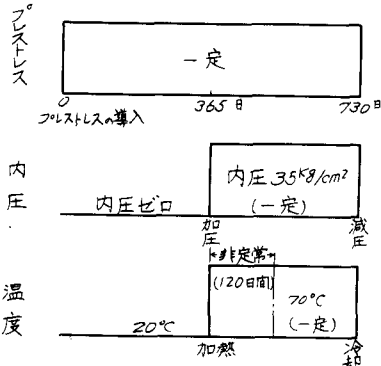 プレストレス
一定
0
365日
730日
プレストレスの導入
内圧
内圧ゼロ
内圧35kg/cm²
(一定)
加圧
減圧
非定常
(120日間)
温度
20°C
70°C
(一定)
加熱
冷却